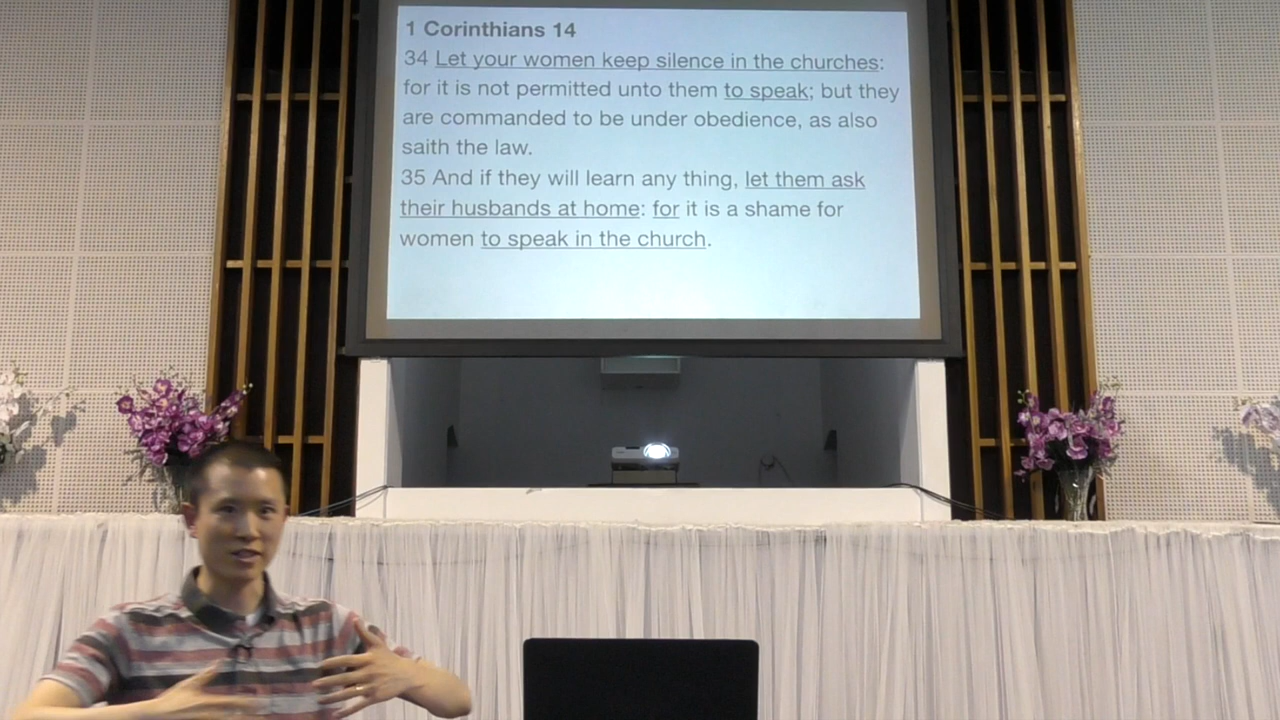 1 Corinthians 14
34 Let your women keep silence in the churches:
for it is not permitted unto them to speak; but they
are commanded to be under obedience, as also
saith the law.
35 And if they will learn any thing, let them ask
their husbands at home: for it is a shame for
women to speak in the church.